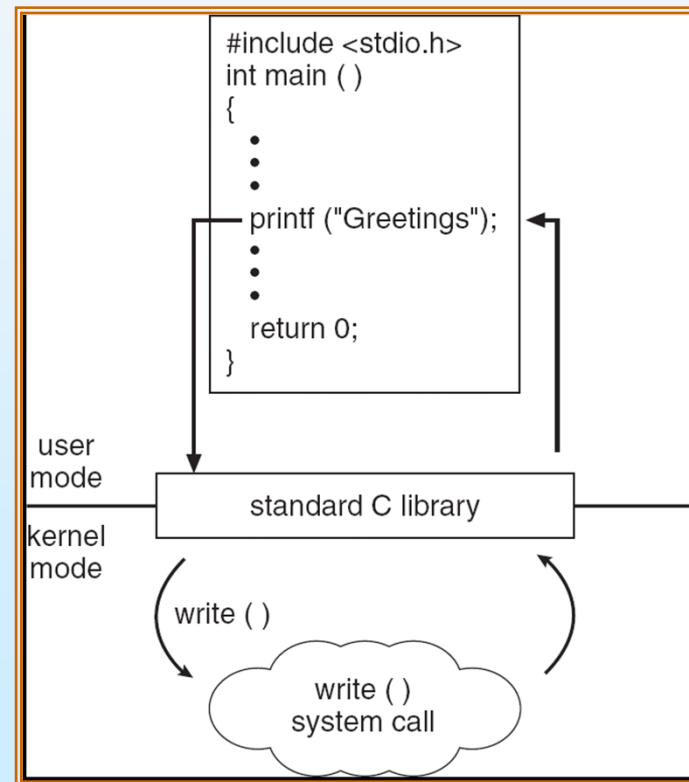 #include <stdio.h>
int main ( )
{
•
•
•
printf ("Greetings");
•
•
•
return 0;
}
user
mode
standard C library
kernel
mode
write ( )
write ( )
system call